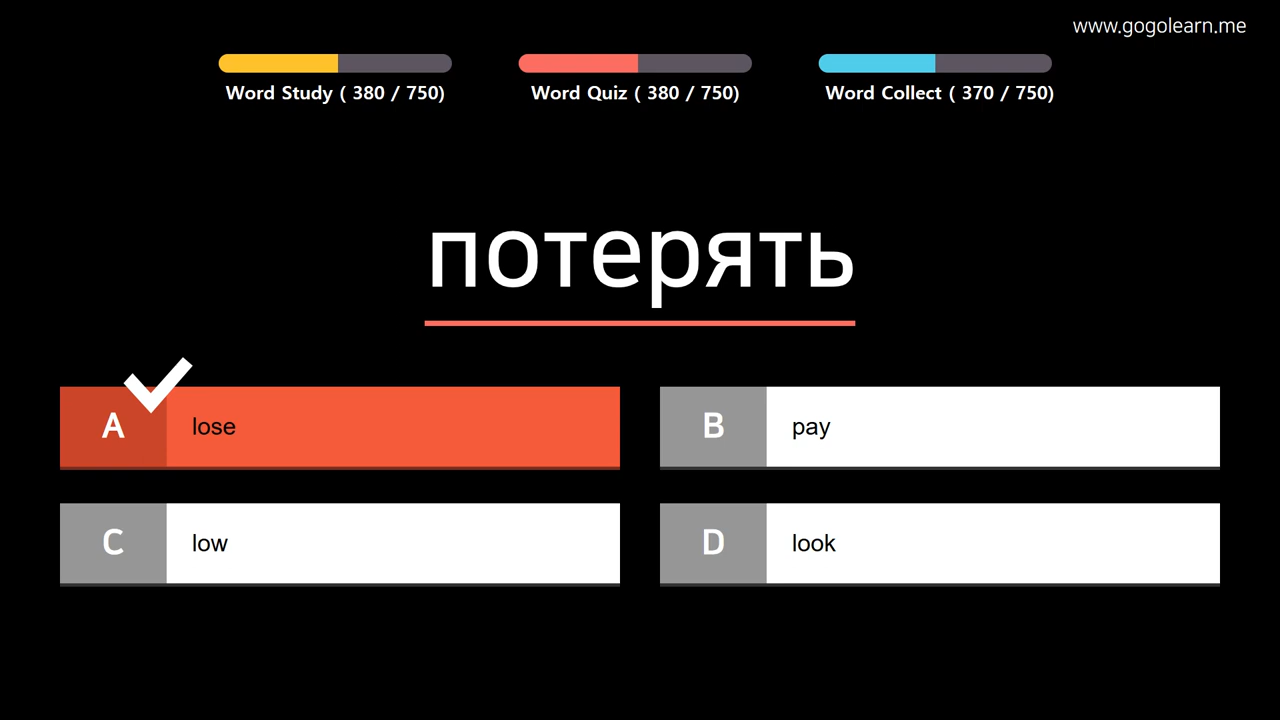 www.gogolearn.me
Word Study ( 380 / 750)
Word Quiz ( 380 / 750)
Word Collect ( 370 / 750)
потерять
A lose
B pay
C low
D look